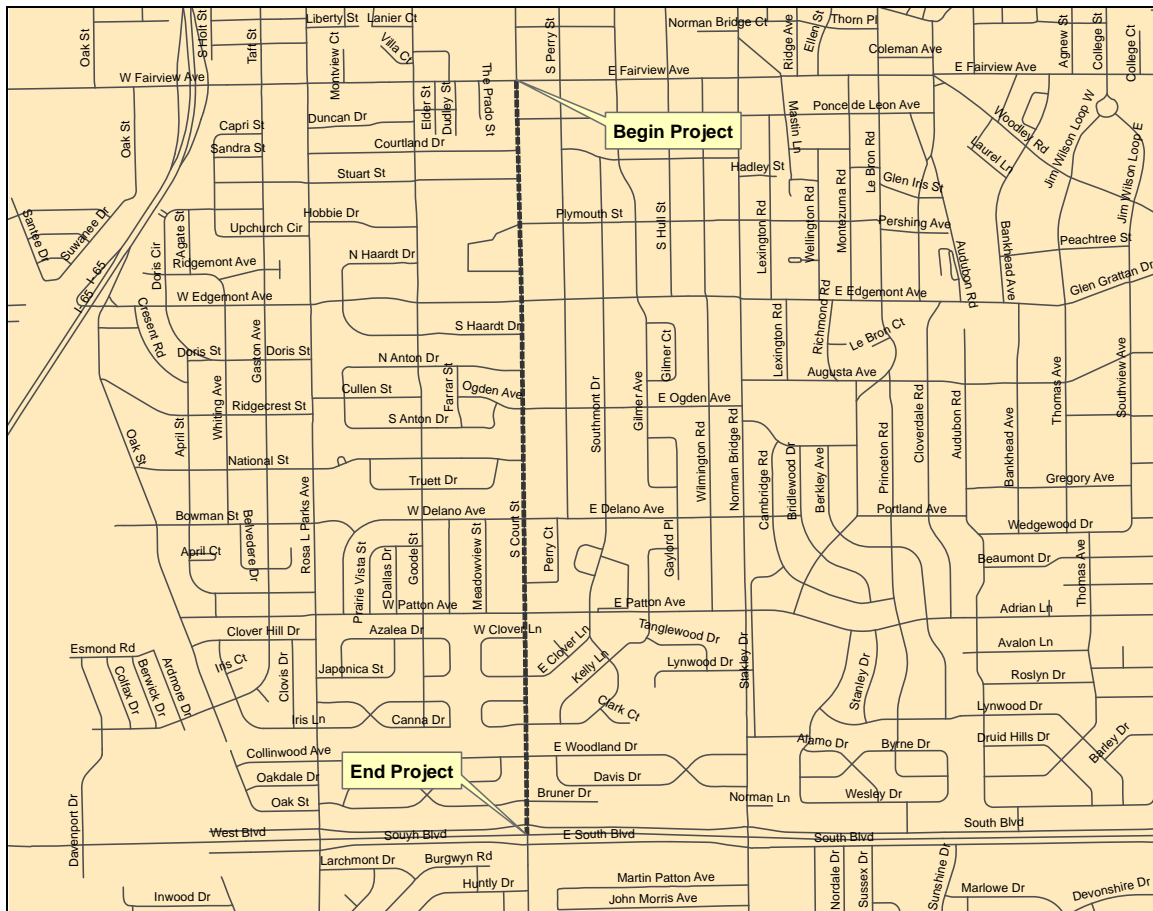 Oak St
S Holt St
Taft St
Liberty St
Montview Ct
Lanier Ct
Villa Ct
S Perry St
Norman Bridge Ct
Ridge Ave
Ellen St
Thorn Pl
Coleman Ave
Agnew St
College St
College Ct
W Fairview Ave
E Fairview Ave
E Fairview Ave
The Prado St
Elder St
Dudley St
Begin Project
Mastin Ln
Ponce de Leon Ave
Woodley Rd
Jim Wilson Loop W
Jim Wilson Loop E
Oak St
Capri St
Duncan Dr
Sandra St
Courtland Dr
Stuart St
Hadley St
Le Bron Rd
Glen Iris St
Laurel Ln
Santee Dr
Suwanee Dr
Agate St
Hobbie Dr
Upchurch Cir
Plymouth St
S Hull St
Lexington Rd
Wellington Rd
Montezuma Rd
Pershing Ave
Audubon Rd
Bankhead Ave
Peachtree St
Doris Cir
Ridgemont Ave
N Haardt Dr
Glen Grattan Dr
I- 65
I- 65
W Edgemont Ave
E Edgemont Ave
Cresent Rd
S Haardt Dr
Lexington Rd
Richmond Rd
Le Bron Ct
Doris St
Gaston Ave
Doris St
N Anton Dr
Gilmer Ct
Augusta Ave
Thomas Ave
Southview Ave
Whiting Ave
Cullen St
Farrar St
Ogden Ave
Southmont Dr
Gilmer Ave
E Ogden Ave
Cloverdale Rd
Audubon Rd
Bankhead Ave
April St
Ridgecrest St
S Anton Dr
Wilmington Rd
Norman Bridge Rd
Princeton Rd
Oak St
National St
Truett Dr
Cambridge Rd
Bridlewood Dr
Berkley Ave
Gregory Ave
Bowman St
Belvedere Dr
Rosa L Parks Ave
W Delano Ave
S Court St
E Delano Ave
Portland Ave
Wedgewood Dr
April Ct
Prairie Vista St
Dallas Dr
Goode St
Meadowview St
Perry Ct
Gaylord Pl
Beaumont Dr
Thomas Ave
W Patton Ave
E Patton Ave
Adrian Ln
Clover Hill Dr
Azalea Dr
W Clover Ln
E Clover Ln
Tanglewood Dr
Esmond Rd
Iris Ct
Avalon Ln
Colfax Dr
Berwick Dr
Ardmore Dr
Clovis Dr
Japonica St
Kelly Ln
Lynwood Dr
Stakley Dr
Stanley Dr
Roslyn Dr
Iris Ln
Canna Dr
Clark Ct
Lynwood Dr
Collinwood Ave
E Woodland Dr
Alamo Dr
Byrne Dr
Druid Hills Dr
Barley Dr
Oakdale Dr
End Project
Davis Dr
Oak St
Bruner Dr
Norman Ln
Wesley Dr
Davenport Dr
West Blvd
Souyh Blvd
E South Blvd
South Blvd
South Blvd
Larchmont Dr
Burgwyn Rd
Huntly Dr
Martin Patton Ave
Nordale Dr
Sussex Dr
Sunshine Dr
Marlowe Dr
Devonshire Dr
Inwood Dr
John Morris Ave